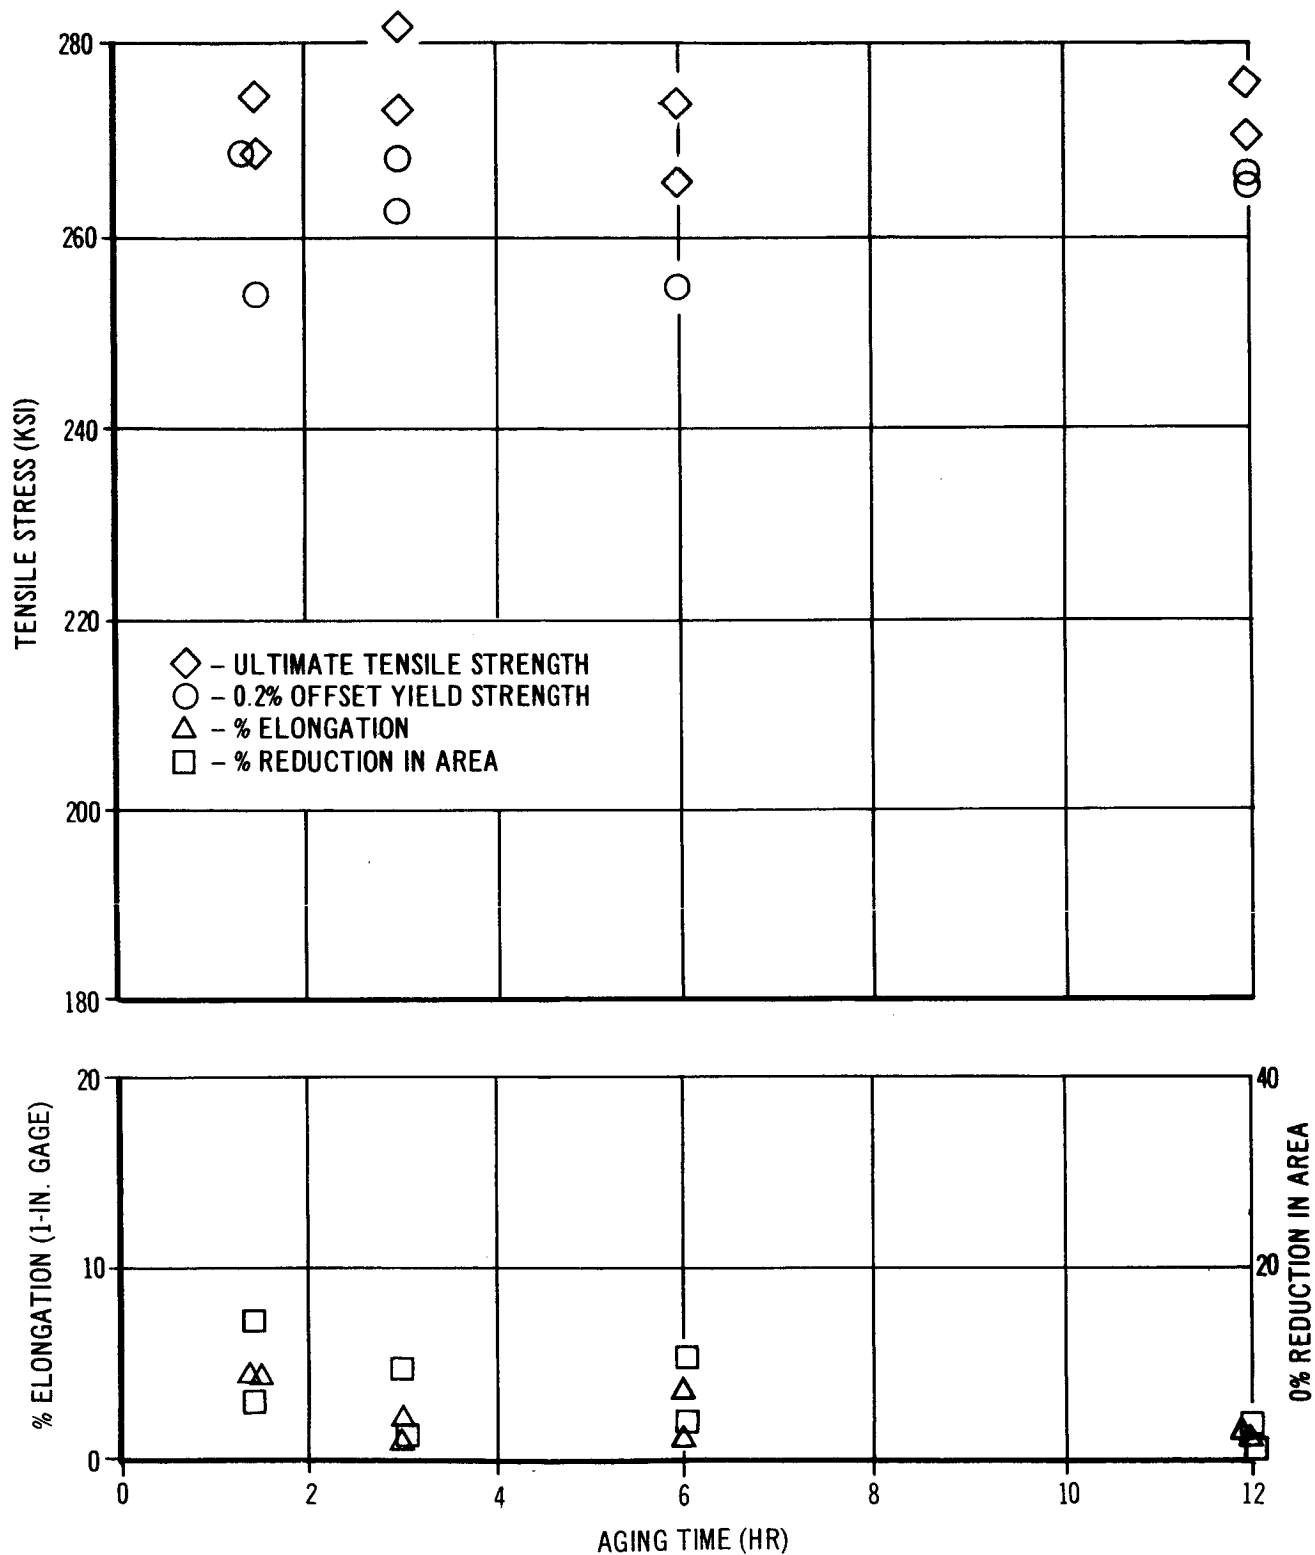 280
260
240
220
200
180
TENSILE STRESS (KSI)
– ULTIMATE TENSILE STRENGTH
– 0.2% OFFSET YIELD STRENGTH
– % ELONGATION
– % REDUCTION IN AREA
20
10
0
% ELONGATION (1-IN. GAGE)
40
20
0% REDUCTION IN AREA
0 2 4 6 8 10 12
AGING TIME (HR)